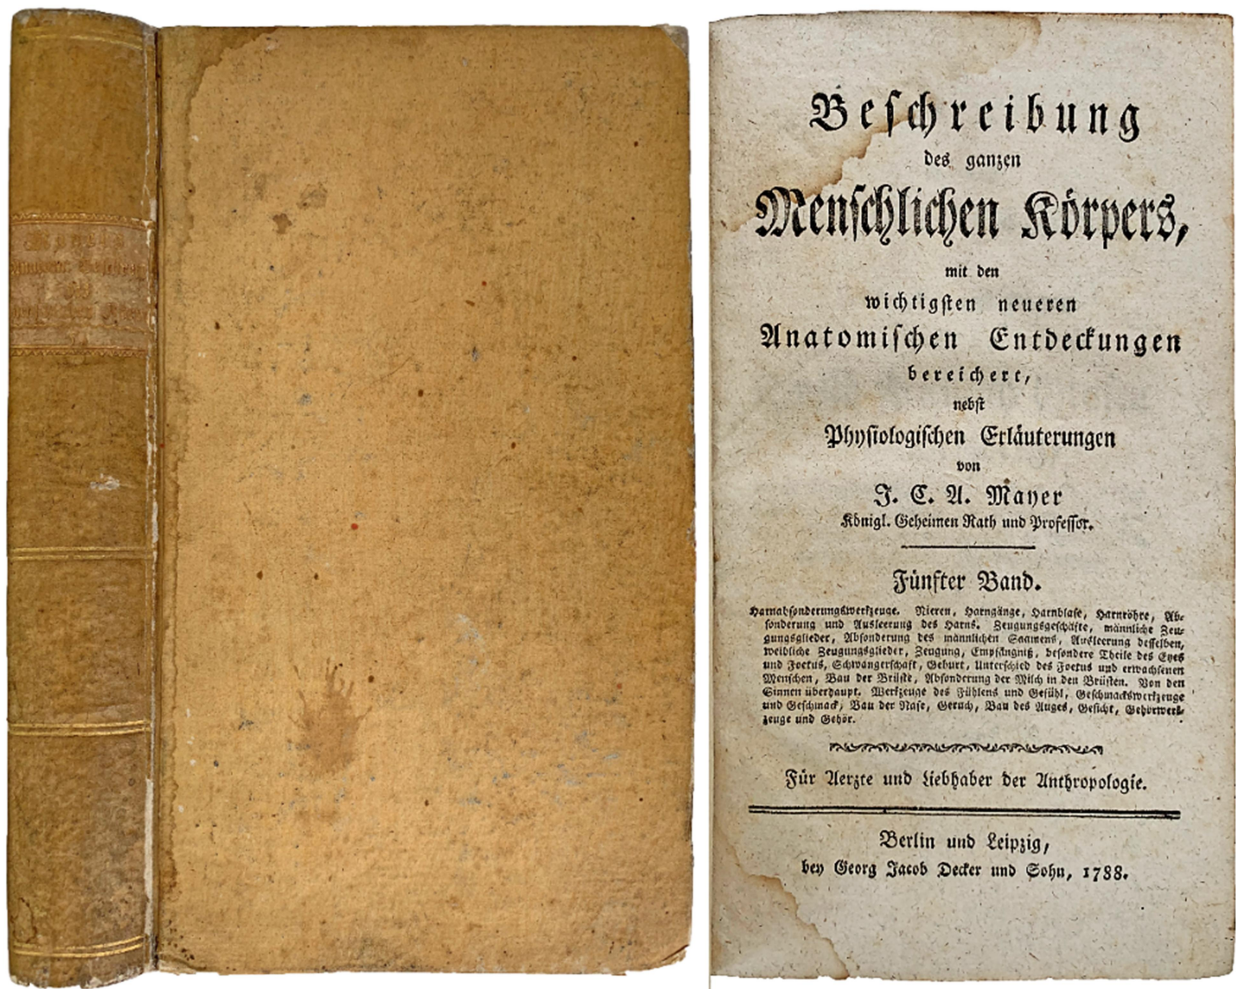 Beschreibung
des ganzen
Menschlichen Körpers,
mit den
wichtigsten neueren
Anatomischen Entdeckungen
bereichert,
nebst
Physiologischen Erläuterungen
von
J. C. A. Mayer
Königl. Geheimen Rath und Professor.
Fünfter Band.
Harnabsonderungswerkzeuge. Nieren, Harngänge, Harnblase, Harnröhre, Ab-
sonderung und Ausleerung des Harns. Zeugungsgeschäfte, männliche Zeu-
gungsglieder, Absonderung des männlichen Saamens, Ausleerung desselben,
weibliche Zeugungsglieder, Zeugung, Empfängniß, besondere Theile des Eyes
und Foetus, Schwangerschaft, Geburt, Unterschied des Foetus und erwachsenen
Menschen, Bau der Brüste, Absonderung der Milch in den Brüsten. Von den
Sinnen überhaupt. Werkzeuge des Fühlens und Gefühl, Geschmackswerkzeuge
und Geschmack, Bau der Nase, Geruch, Bau des Auges, Gesicht, Gehörwerk-
zeuge und Gehör.
Für Aerzte und Liebhaber der Anthropologie.
Berlin und Leipzig,
bey Georg Jacob Decker und Sohn, 1788.